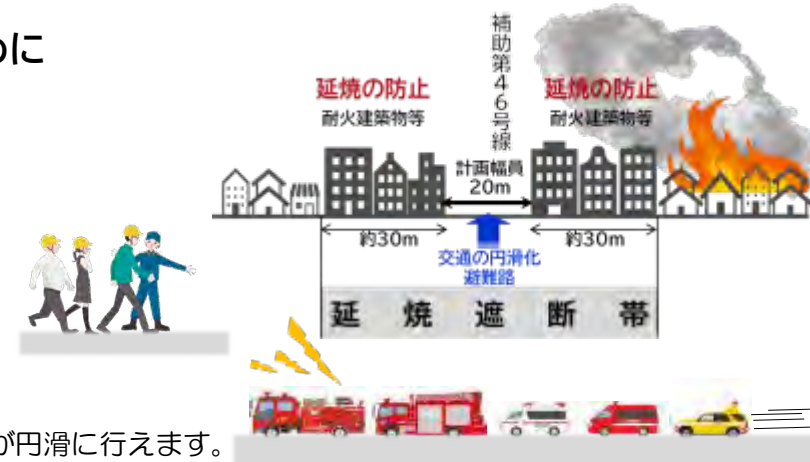 に
補助第46号線
延焼の防止
耐火建築物等
延焼の防止
耐火建築物等
計画幅員
20m
約30m
約30m
交通の円滑化
避難路
延焼遮断帯
が円滑に行えます。